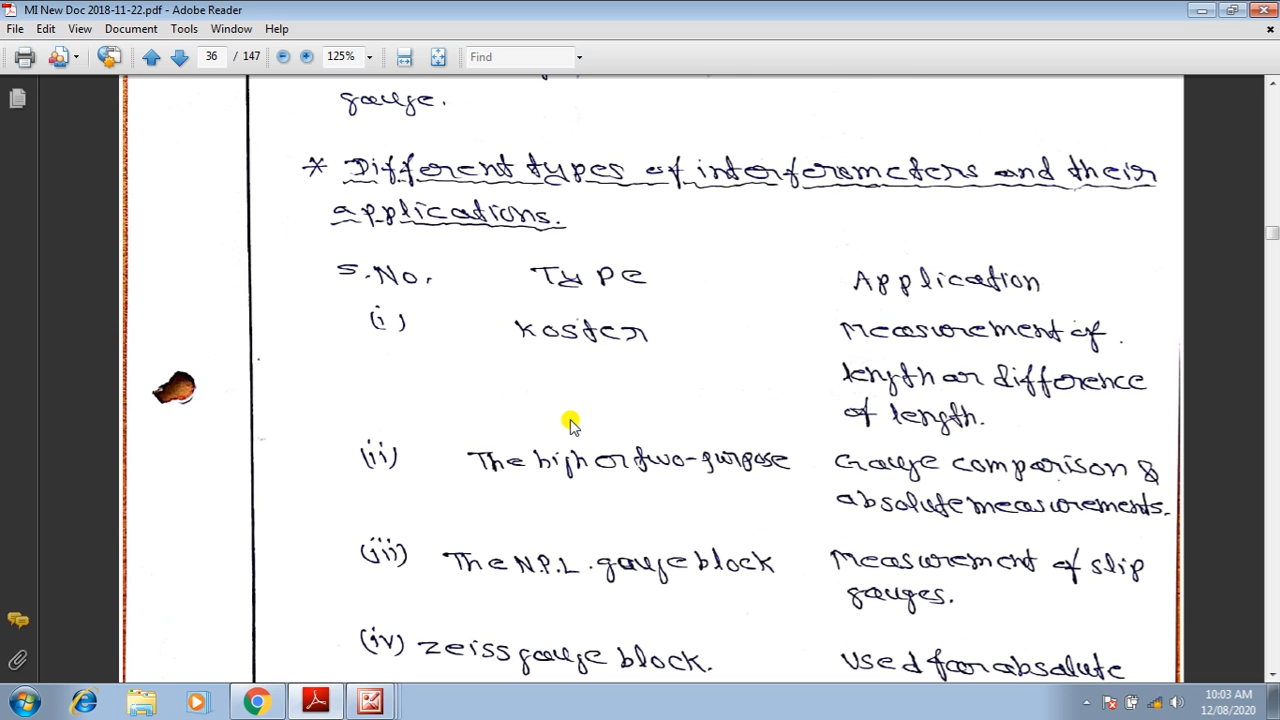 MI New Doc 2018-11-22.pdf - Adobe Reader
File Edit View Document Tools Window Help
36 / 147 125% Find
gauge.
* Different types of interferometers and their
applications.
S.No. Type Application
(i) Koster Measurement of
length or difference
of length.
(ii) The high or two-purpose Gauge comparison &
absolute measurements.
(iii) The N.P.L. gauge block Measurement of slip
gauges.
(iv) Zeiss gauge block. Used for absolute
10:03 AM
12/08/2020